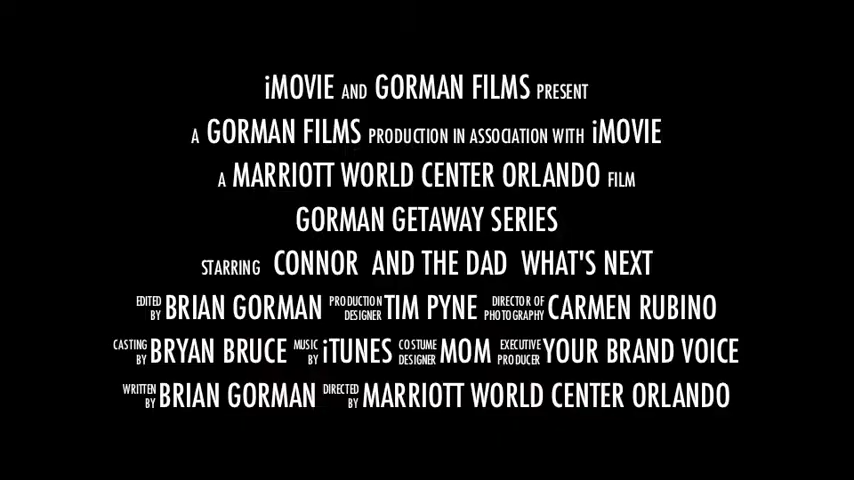 iMOVIE AND GORMAN FILMS PRESENT
A GORMAN FILMS PRODUCTION IN ASSOCIATION WITH iMOVIE
A MARRIOTT WORLD CENTER ORLANDO FILM
GORMAN GETAWAY SERIES
STARRING CONNOR AND THE DAD WHAT'S NEXT
EDITED BY BRIAN GORMAN PRODUCTION DESIGNER TIM PYNE DIRECTOR OF PHOTOGRAPHY CARMEN RUBINO
CASTING BY BRYAN BRUCE MUSIC BY iTUNES COSTUME DESIGNER MOM EXECUTIVE PRODUCER YOUR BRAND VOICE
WRITTEN BY BRIAN GORMAN DIRECTED BY MARRIOTT WORLD CENTER ORLANDO